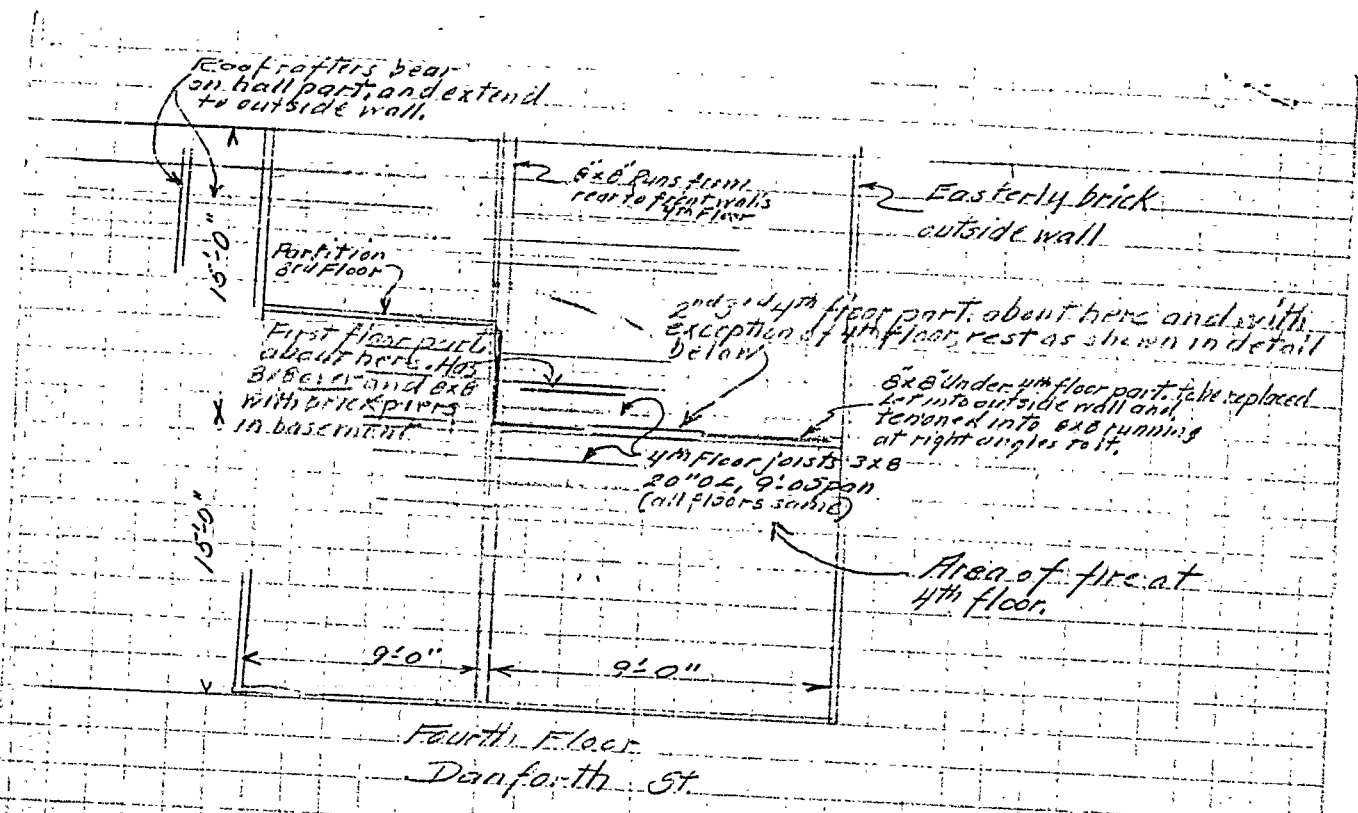 Roof rafters bear
on hall part. and extend
to outside wall.
8"x8" Runs from
rear to front walls
4th Floor
Easterly brick
outside wall
15'-0"
Partition
3rd Floor
2nd 3rd 4th floor part. about here and with
exception of 4th floor, rest as shown in detail
below
First floor part.
about here. Has
8x8 over and 8x8
with brick piers
in basement
8"x8" Under 4th floor part. to be replaced
Let into outside wall and
tenoned into 8x8 running
at right angles to it.
4th Floor joists 3x8
20" O.C., 9'-0 Span
(all floors same)
15'-0"
Area of fire at
4th floor.
9'-0"
9'-0"
Fourth Floor
Danforth St.